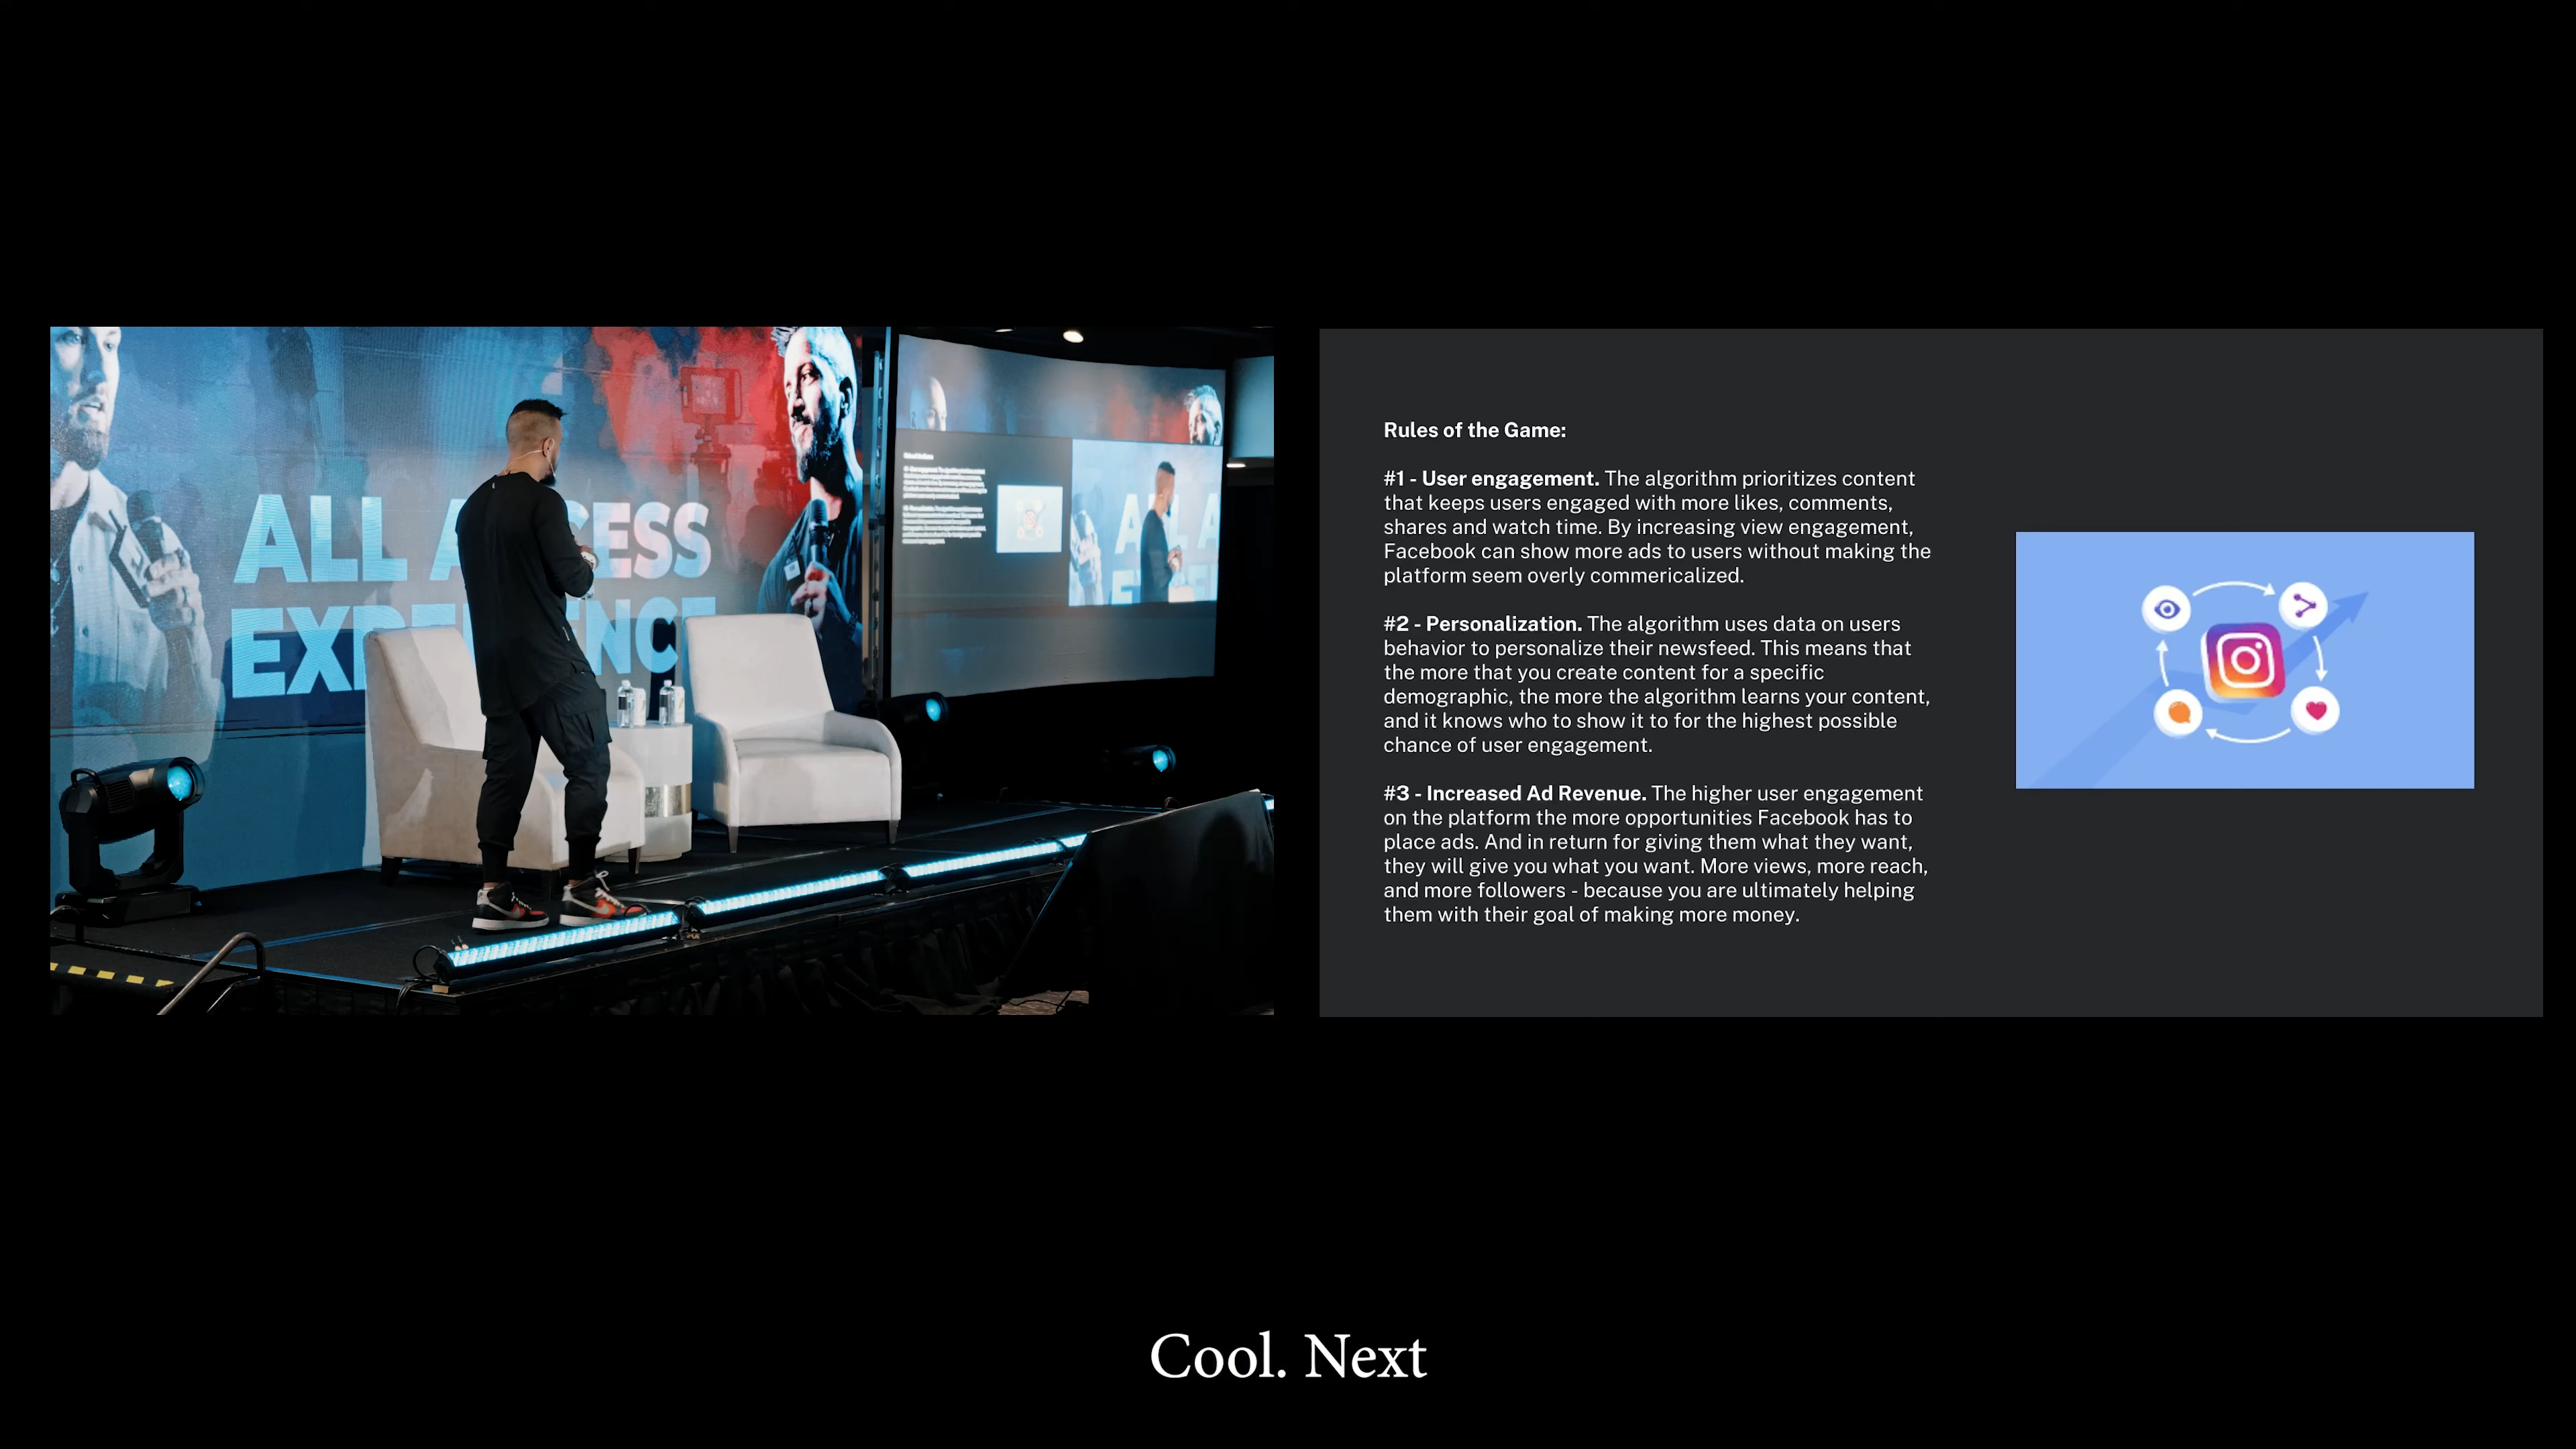 ALL ACCESS
EXPERIENCE
Rules of the Game:
#1 - User engagement. The algorithm prioritizes content
that keeps users engaged with more likes, comments,
shares and watch time. By increasing view engagement,
Facebook can show more ads to users without making the
platform seem overly commericalized.
#2 - Personalization. The algorithm uses data on users
behavior to personalize their newsfeed. This means that
the more that you create content for a specific
demographic, the more the algorithm learns your content,
and it knows who to show it to for the highest possible
chance of user engagement.
#3 - Increased Ad Revenue. The higher user engagement
on the platform the more opportunities Facebook has to
place ads. And in return for giving them what they want,
they will give you what you want. More views, more reach,
and more followers - because you are ultimately helping
them with their goal of making more money.
Cool. Next